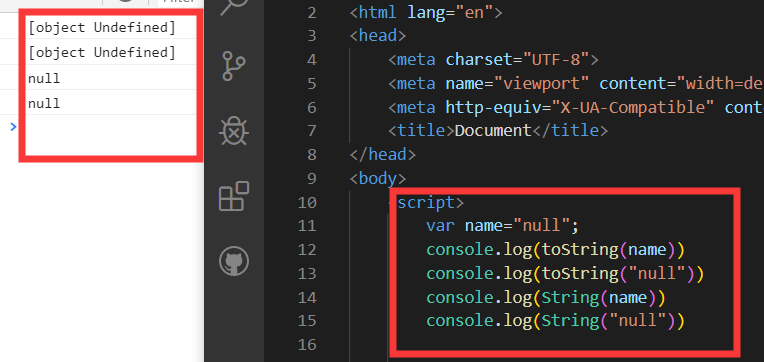 Filter
[object Undefined]
[object Undefined]
null
null
>
2 <html lang="en">
3 <head>
4 <meta charset="UTF-8">
5 <meta name="viewport" content="width=de
6 <meta http-equiv="X-UA-Compatible" cont
7 <title>Document</title>
8 </head>
9 <body>
10 script>
11 var name="null";
12 console.log(toString(name))
13 console.log(toString("null"))
14 console.log(String(name))
15 console.log(String("null"))
16